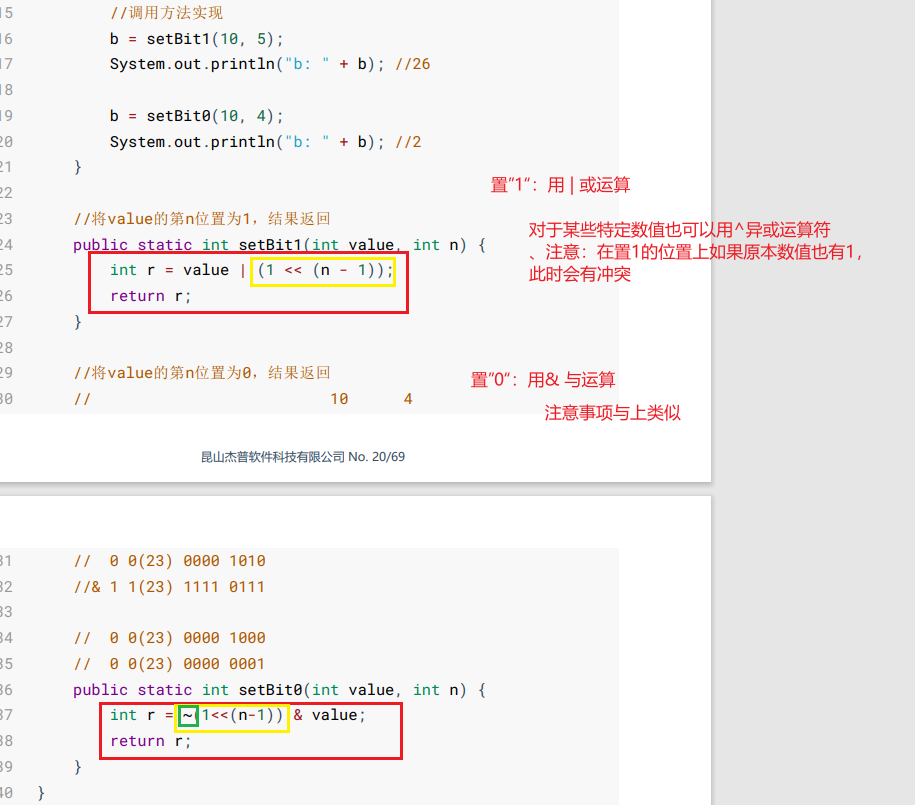 15 //调用方法实现
16 b = setBit1(10, 5);
17 System.out.println("b: " + b); //26
18
19 b = setBit0(10, 4);
20 System.out.println("b: " + b); //2
21 }
22
置"1"：用 | 或运算
23 //将value的第n位置为1，结果返回
对于某些特定数值也可以用^异或运算符
24 public static int setBit1(int value, int n) {
、注意：在置1的位置上如果原本数值也有1，
25 int r = value | (1 << (n - 1));
此时会有冲突
26 return r;
27 }
28
29 //将value的第n位置为0，结果返回
置"0"：用& 与运算
30 // 10 4
注意事项与上类似
昆山杰普软件科技有限公司 No. 20/69
31 // 0 0(23) 0000 1010
32 //& 1 1(23) 1111 0111
33
34 // 0 0(23) 0000 1000
35 // 0 0(23) 0000 0001
36 public static int setBit0(int value, int n) {
37 int r = ~(1<<(n-1)) & value;
38 return r;
39 }
40 }